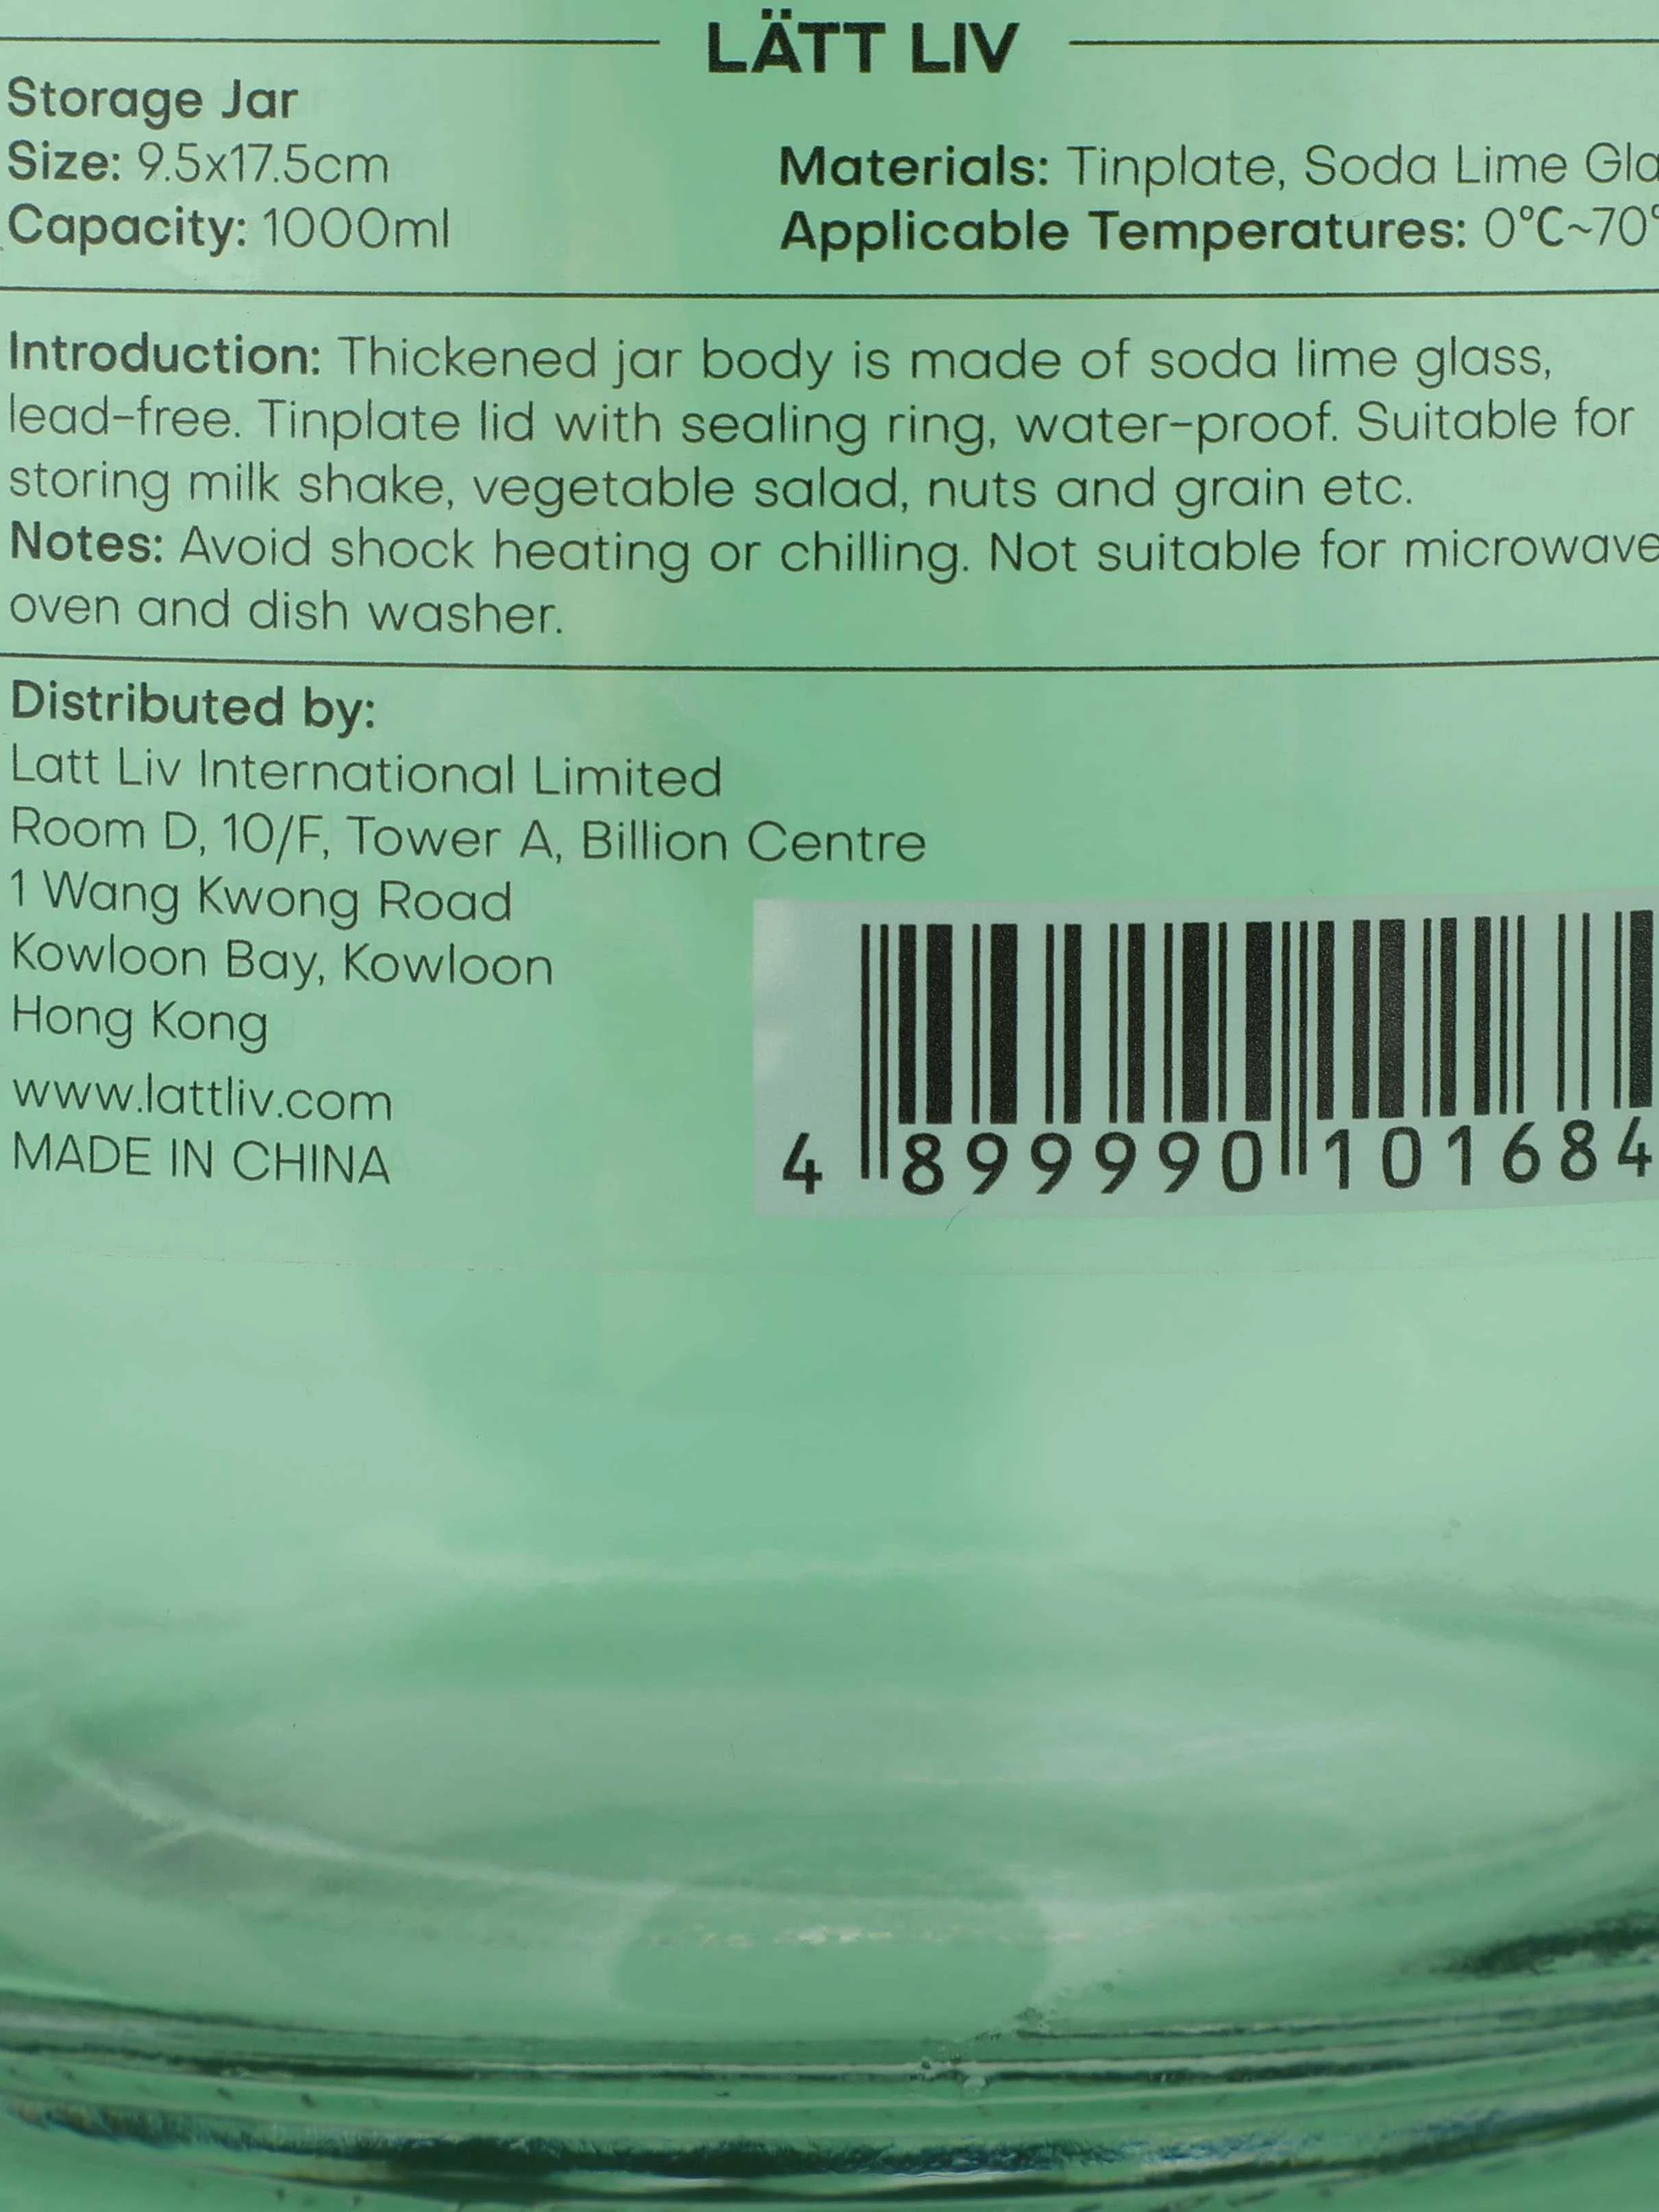 LÄTT LIV
Storage Jar
Size: 9.5x17.5cm
Capacity: 1000ml
Materials: Tinplate, Soda Lime
Applicable Temperatures: 0°C~70°
Introduction: Thickened jar body is made of soda lime glass,
lead-free. Tinplate lid with sealing ring, water-proof. Suitable for
storing milk shake, vegetable salad, nuts and grain etc.
Notes: Avoid shock heating or chilling. Not suitable for microwave
oven and dish washer.
Distributed by:
Latt Liv International Limited
Room D, 10/F, Tower A, Billion Centre
1 Wang Kwong Road
Kowloon Bay, Kowloon
Hong Kong
www.lattliv.com
MADE IN CHINA
4 899990 101684